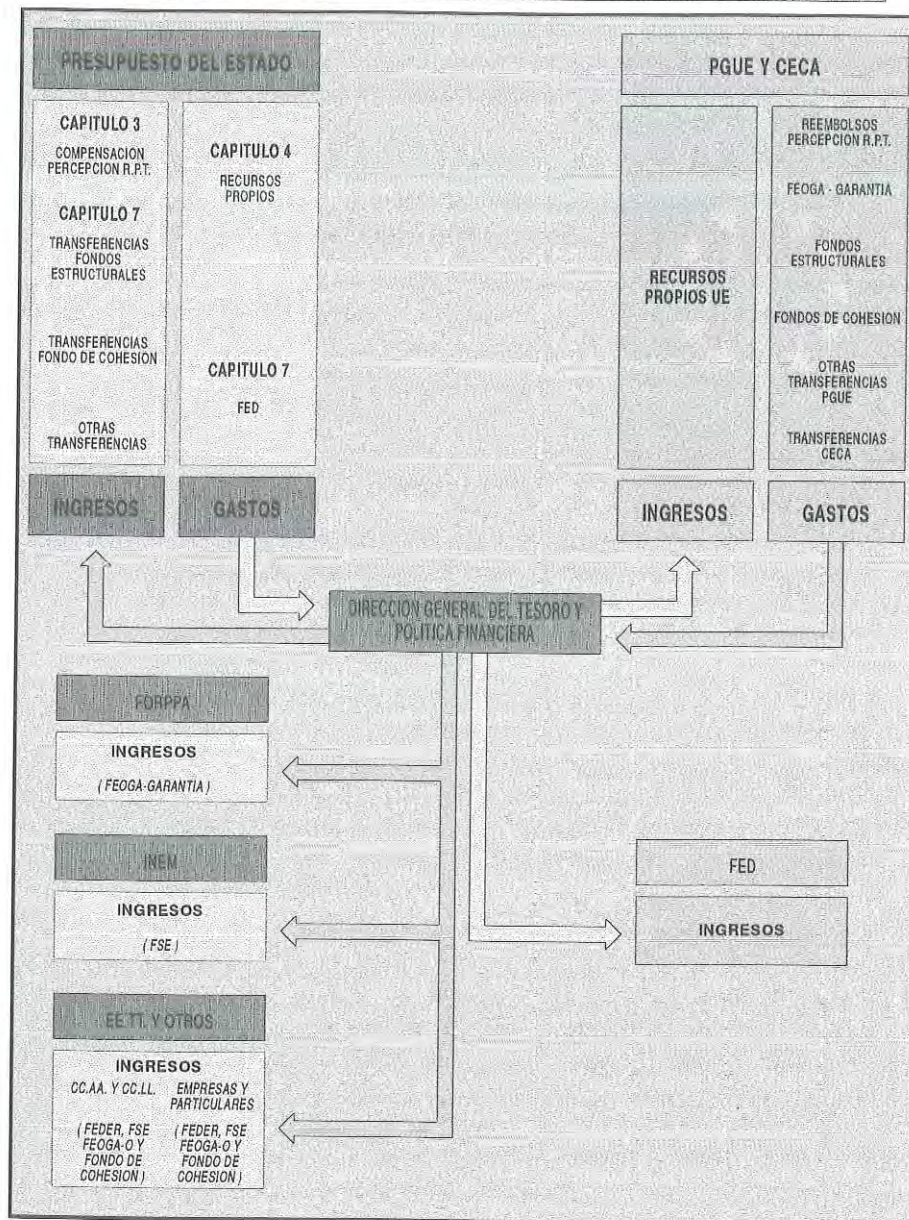 PRESUPUESTO DEL ESTADO
PGUE Y CECA
CAPITULO 3
COMPENSACION
PERCEPCION R.P.T.
CAPITULO 7
TRANSFERENCIAS
FONDOS
ESTRUCTURALES
TRANSFERENCIAS
FONDO DE COHESION
OTRAS
TRANSFERENCIAS
CAPITULO 4
RECURSOS
PROPIOS
CAPITULO 7
FED
RECURSOS
PROPIOS UE
REEMBOLSOS
PERCEPCION R.P.T.
FEOGA - GARANTIA
FONDOS
ESTRUCTURALES
FONDOS DE COHESION
OTRAS
TRANSFERENCIAS
PGUE
TRANSFERENCIAS
CECA
INGRESOS
GASTOS
INGRESOS
GASTOS
DIRECCION GENERAL DEL TESORO Y
POLITICA FINANCIERA
FORPPA
INGRESOS
( FEOGA-GARANTIA )
INEM
INGRESOS
( FSE )
FED
INGRESOS
EE.TT. Y OTROS
INGRESOS
CC.AA. Y CC.LL.
( FEDER, FSE
FEOGA-O Y
FONDO DE
COHESION )
EMPRESAS Y
PARTICULARES
( FEDER, FSE
FEOGA-O Y
FONDO DE
COHESION )